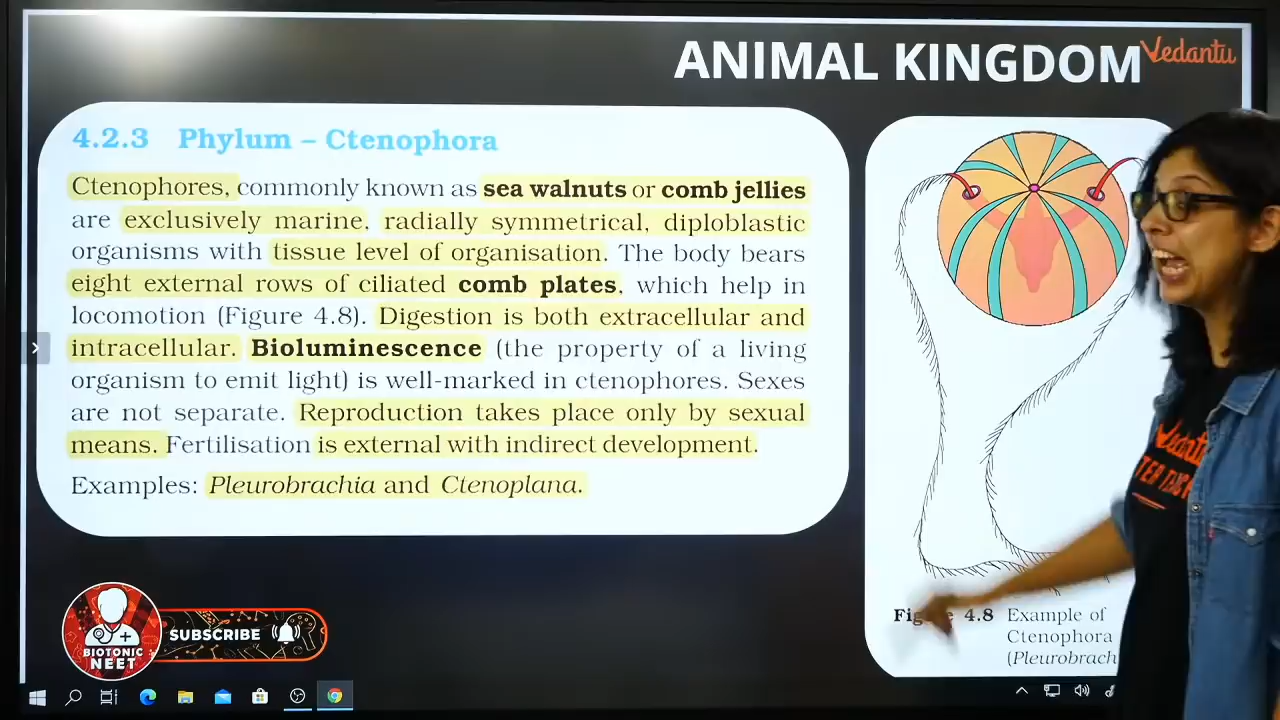 ANIMAL KINGDOM
Vedantu
4.2.3 Phylum – Ctenophora
Ctenophores, commonly known as sea walnuts or comb jellies
are exclusively marine, radially symmetrical, diploblastic
organisms with tissue level of organisation. The body bears
eight external rows of ciliated comb plates, which help in
locomotion (Figure 4.8). Digestion is both extracellular and
intracellular. Bioluminescence (the property of a living
organism to emit light) is well-marked in ctenophores. Sexes
are not separate. Reproduction takes place only by sexual
means. Fertilisation is external with indirect development.
Examples: Pleurobrachia and Ctenoplana.
4.8 Example of
Ctenophora
(Pleurobrach
Vedantu
BIOTONIC
NEET
SUBSCRIBE